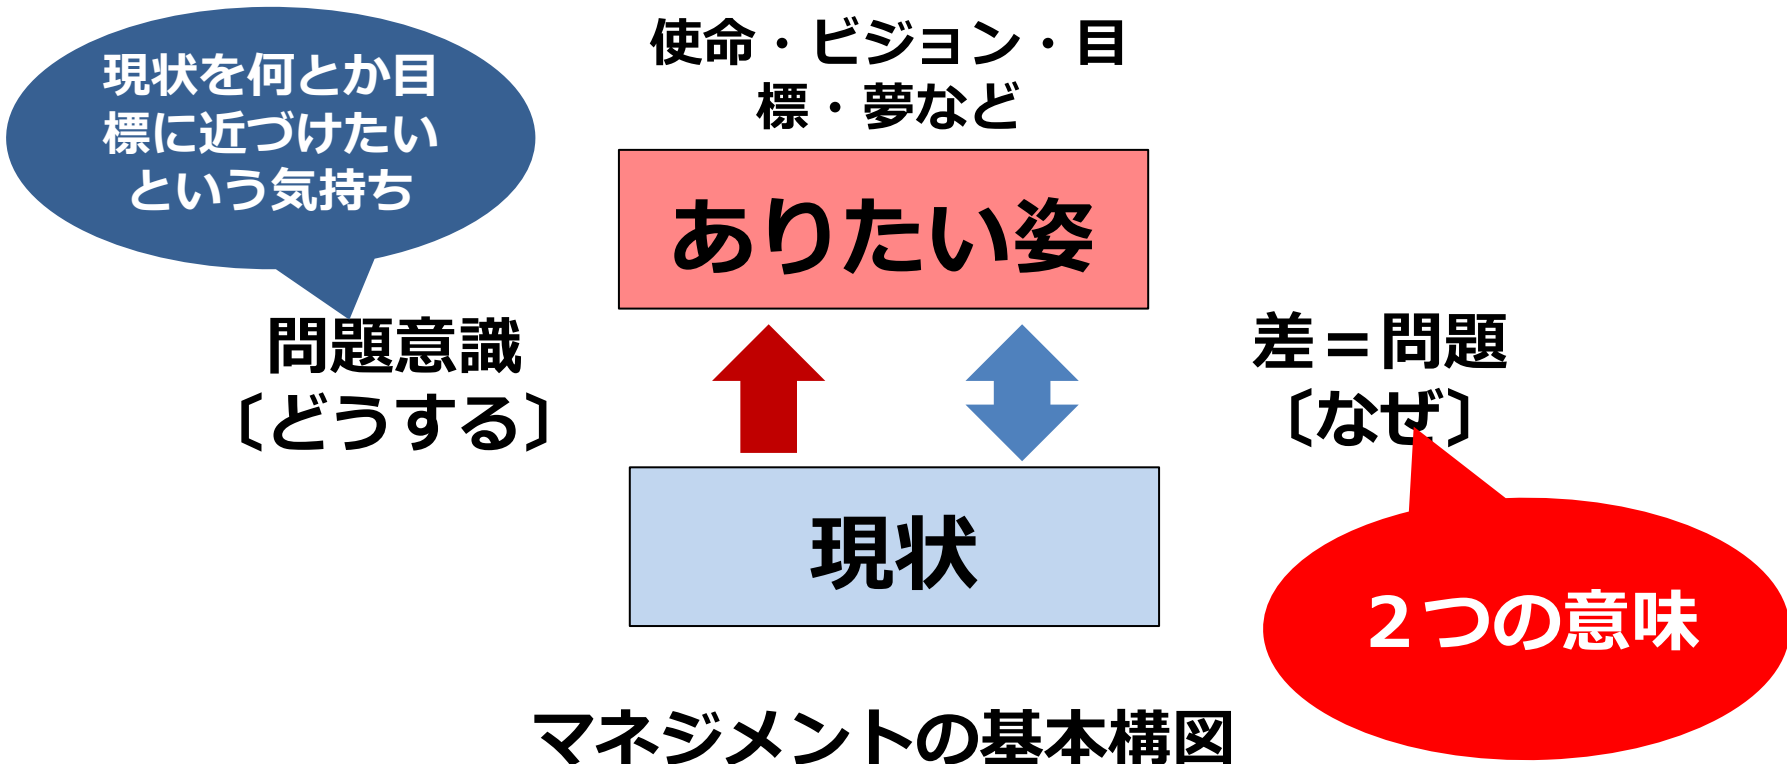 現状を何とか目
標に近づけたい
という気持ち
使命・ビジョン・目
標・夢など
ありたい姿
問題意識
〔どうする〕
差＝問題
〔なぜ〕
現状
２つの意味
マネジメントの基本構図